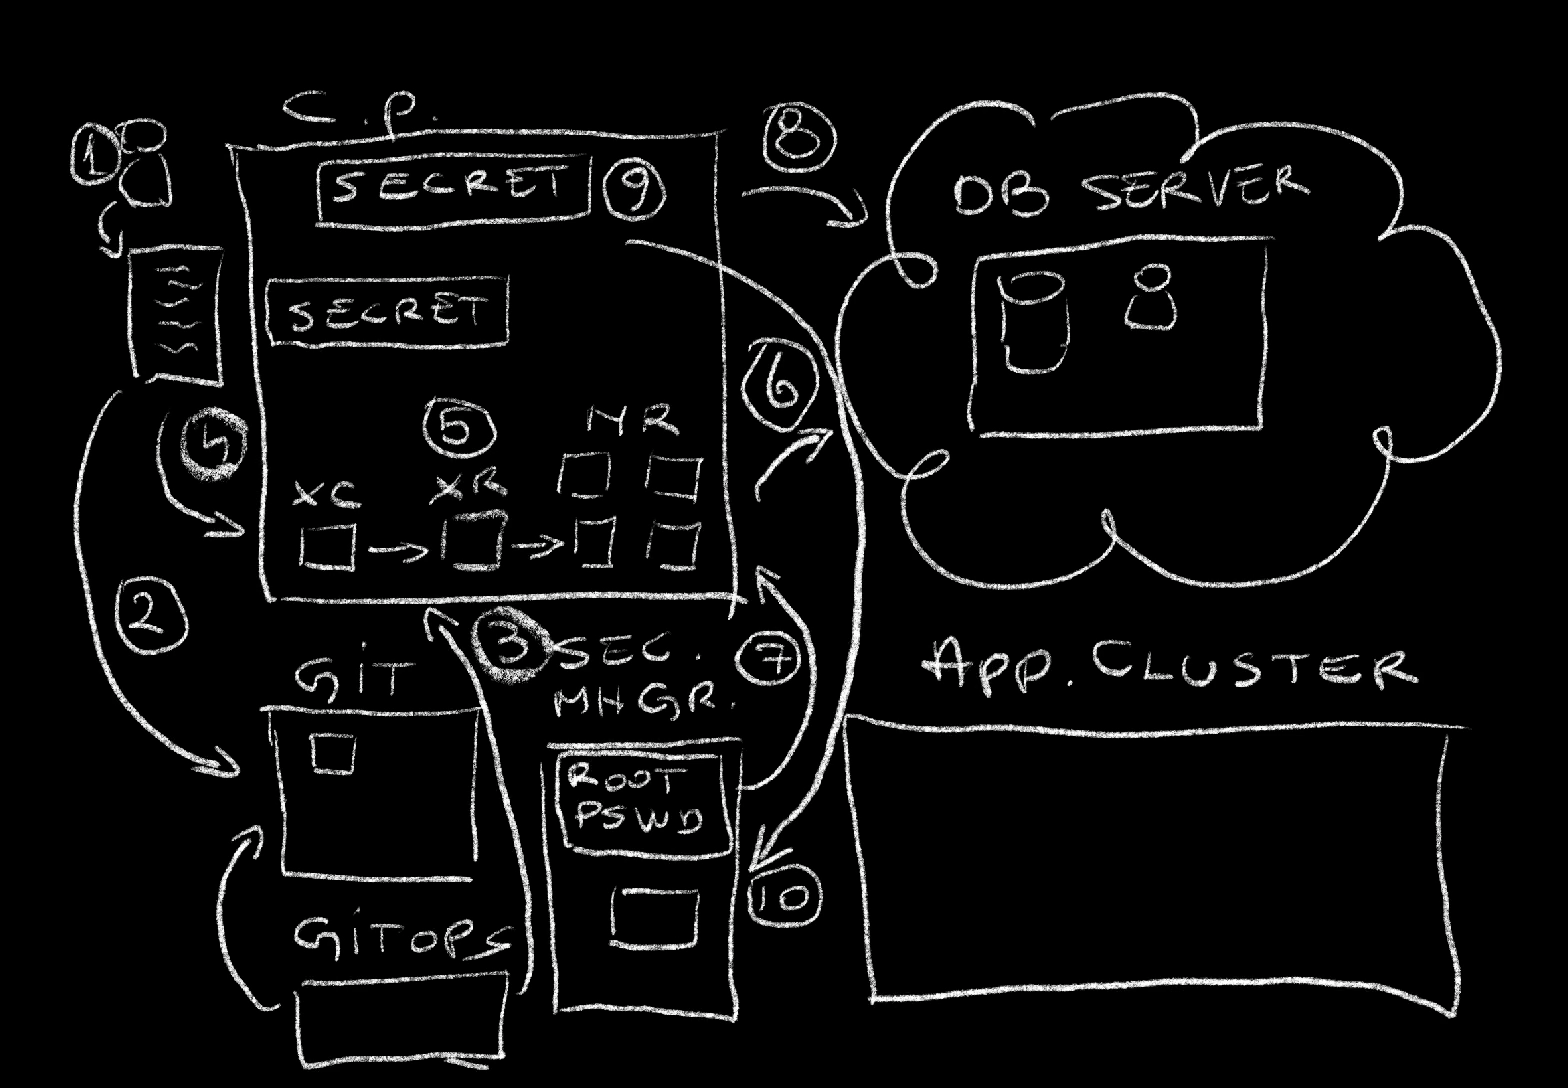 C.P.
1
8
SECRET 9
DB SERVER
SECRET
6
4
5
MR
XC
XR
2
3
SEC.
MNGR.
7
GIT
APP. CLUSTER
ROOT
PSWD
10
GITOPS